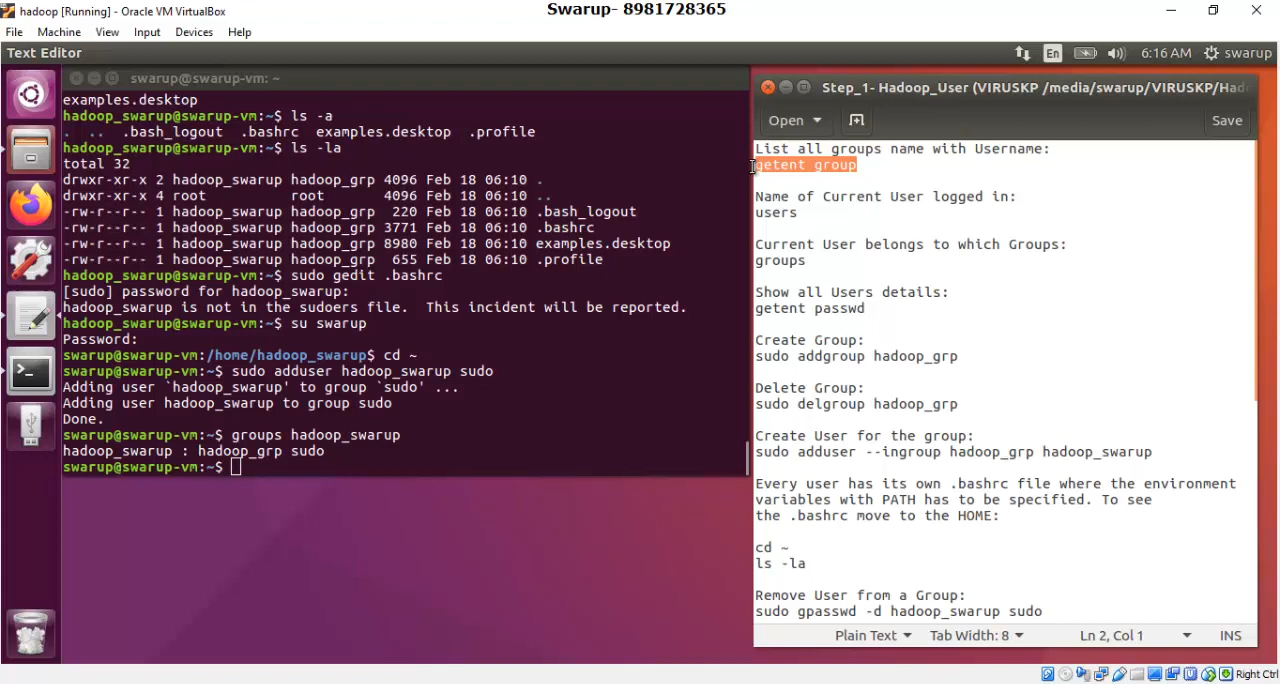 hadoop [Running] - Oracle VM VirtualBox
Swarup- 8981728365
File Machine View Input Devices Help
Text Editor
En
6:16 AM
swarup
swarup@swarup-vm: ~
examples.desktop
hadoop_swarup@swarup-vm:~$ ls -a
. .. .bash_logout .bashrc examples.desktop .profile
hadoop_swarup@swarup-vm:~$ ls -la
total 32
drwxr-xr-x 2 hadoop_swarup hadoop_grp 4096 Feb 18 06:10 .
drwxr-xr-x 4 root root 4096 Feb 18 06:10 ..
-rw-r--r-- 1 hadoop_swarup hadoop_grp 220 Feb 18 06:10 .bash_logout
-rw-r--r-- 1 hadoop_swarup hadoop_grp 3771 Feb 18 06:10 .bashrc
-rw-r--r-- 1 hadoop_swarup hadoop_grp 8980 Feb 18 06:10 examples.desktop
-rw-r--r-- 1 hadoop_swarup hadoop_grp 655 Feb 18 06:10 .profile
hadoop_swarup@swarup-vm:~$ sudo gedit .bashrc
[sudo] password for hadoop_swarup:
hadoop_swarup is not in the sudoers file.  This incident will be reported.
hadoop_swarup@swarup-vm:~$ su swarup
Password:
swarup@swarup-vm:/home/hadoop_swarup$ cd ~
swarup@swarup-vm:~$ sudo adduser hadoop_swarup sudo
Adding user `hadoop_swarup' to group `sudo' ...
Adding user hadoop_swarup to group sudo
Done.
swarup@swarup-vm:~$ groups hadoop_swarup
hadoop_swarup : hadoop_grp sudo
swarup@swarup-vm:~$
Step_1- Hadoop_User (VIRUSKP /media/swarup/VIRUSKP/Had
Open
Save
List all groups name with Username:
getent group
Name of Current User logged in:
users
Current User belongs to which Groups:
groups
Show all Users details:
getent passwd
Create Group:
sudo addgroup hadoop_grp
Delete Group:
sudo delgroup hadoop_grp
Create User for the group:
sudo adduser --ingroup hadoop_grp hadoop_swarup
Every user has its own .bashrc file where the environment
variables with PATH has to be specified. To see
the .bashrc move to the HOME:
cd ~
ls -la
Remove User from a Group:
sudo gpasswd -d hadoop_swarup sudo
Plain Text
Tab Width: 8
Ln 2, Col 1
INS
Right Ctrl